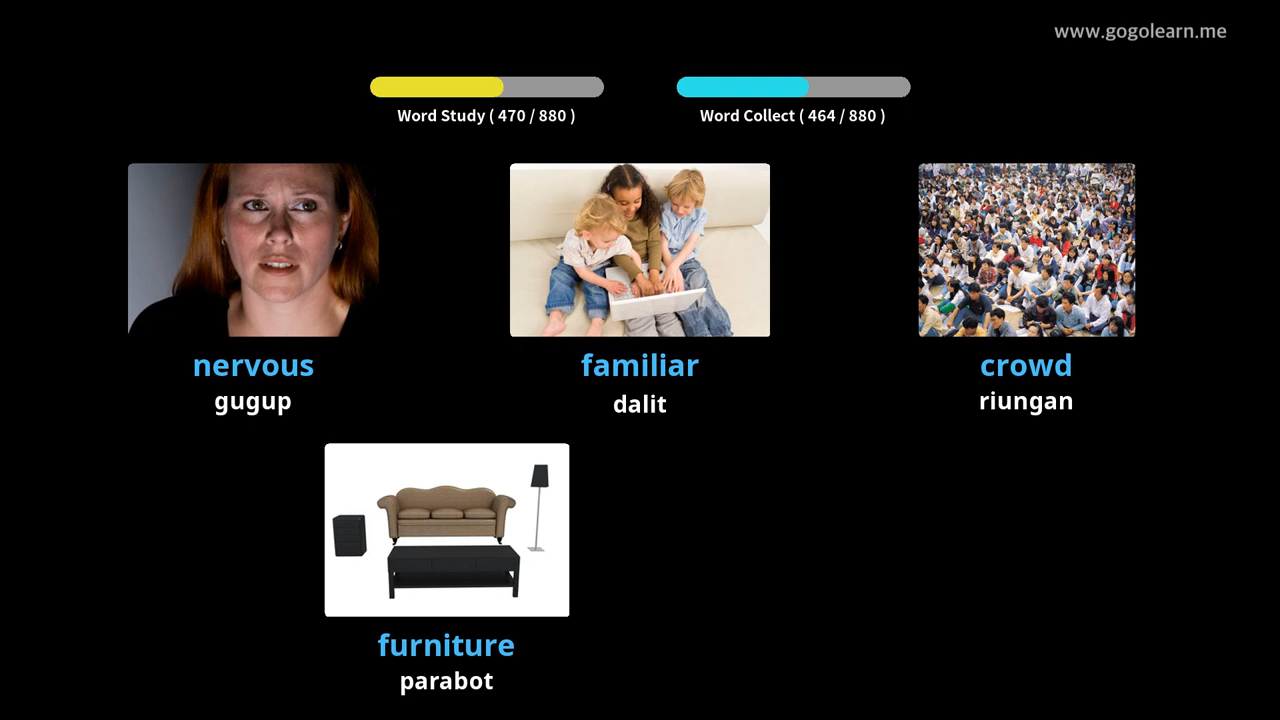 www.gogolearn.me
Word Study ( 470 / 880 )
Word Collect ( 464 / 880 )
nervous
gugup
familiar
dalit
crowd
riungan
furniture
parabot